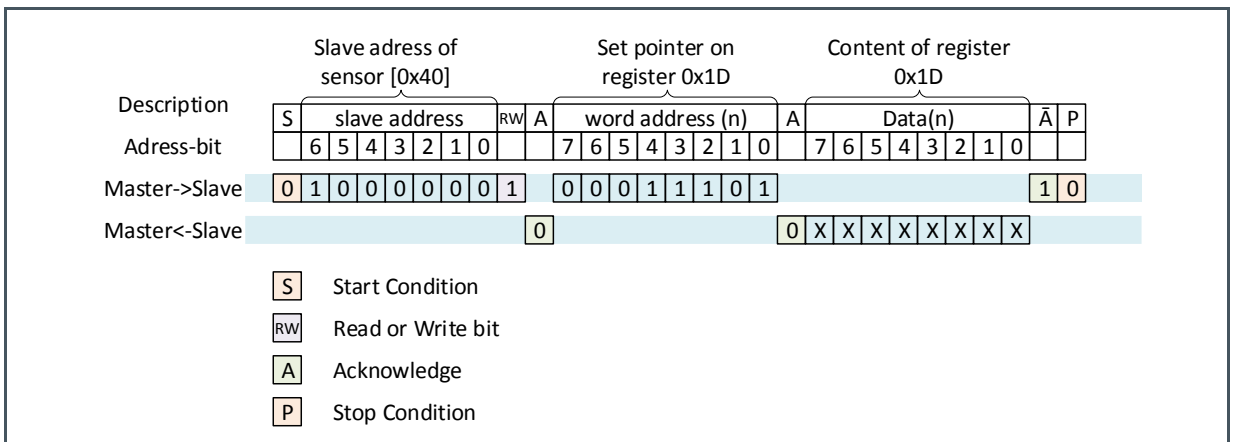 Slave adress of
sensor [0x40]
Set pointer on
register 0x1D
Content of register
0x1D
Description
S slave address RW A word address (n) A Data(n) Ā P
Adress-bit 6 5 4 3 2 1 0 7 6 5 4 3 2 1 0 7 6 5 4 3 2 1 0
Master->Slave 0 1 0 0 0 0 0 0 1 0 0 0 1 1 1 0 1 1 0
Master<-Slave 0 0 X X X X X X X X
S Start Condition
RW Read or Write bit
A Acknowledge
P Stop Condition